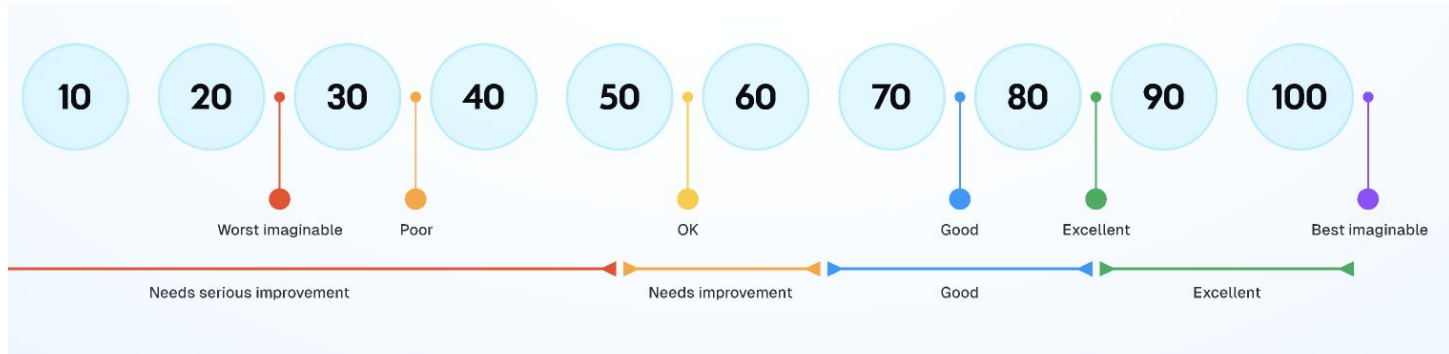 10 20 30 40 50 60 70 80 90 100
Worst imaginable Poor OK Good Excellent Best imaginable
Needs serious improvement Needs improvement Good Excellent